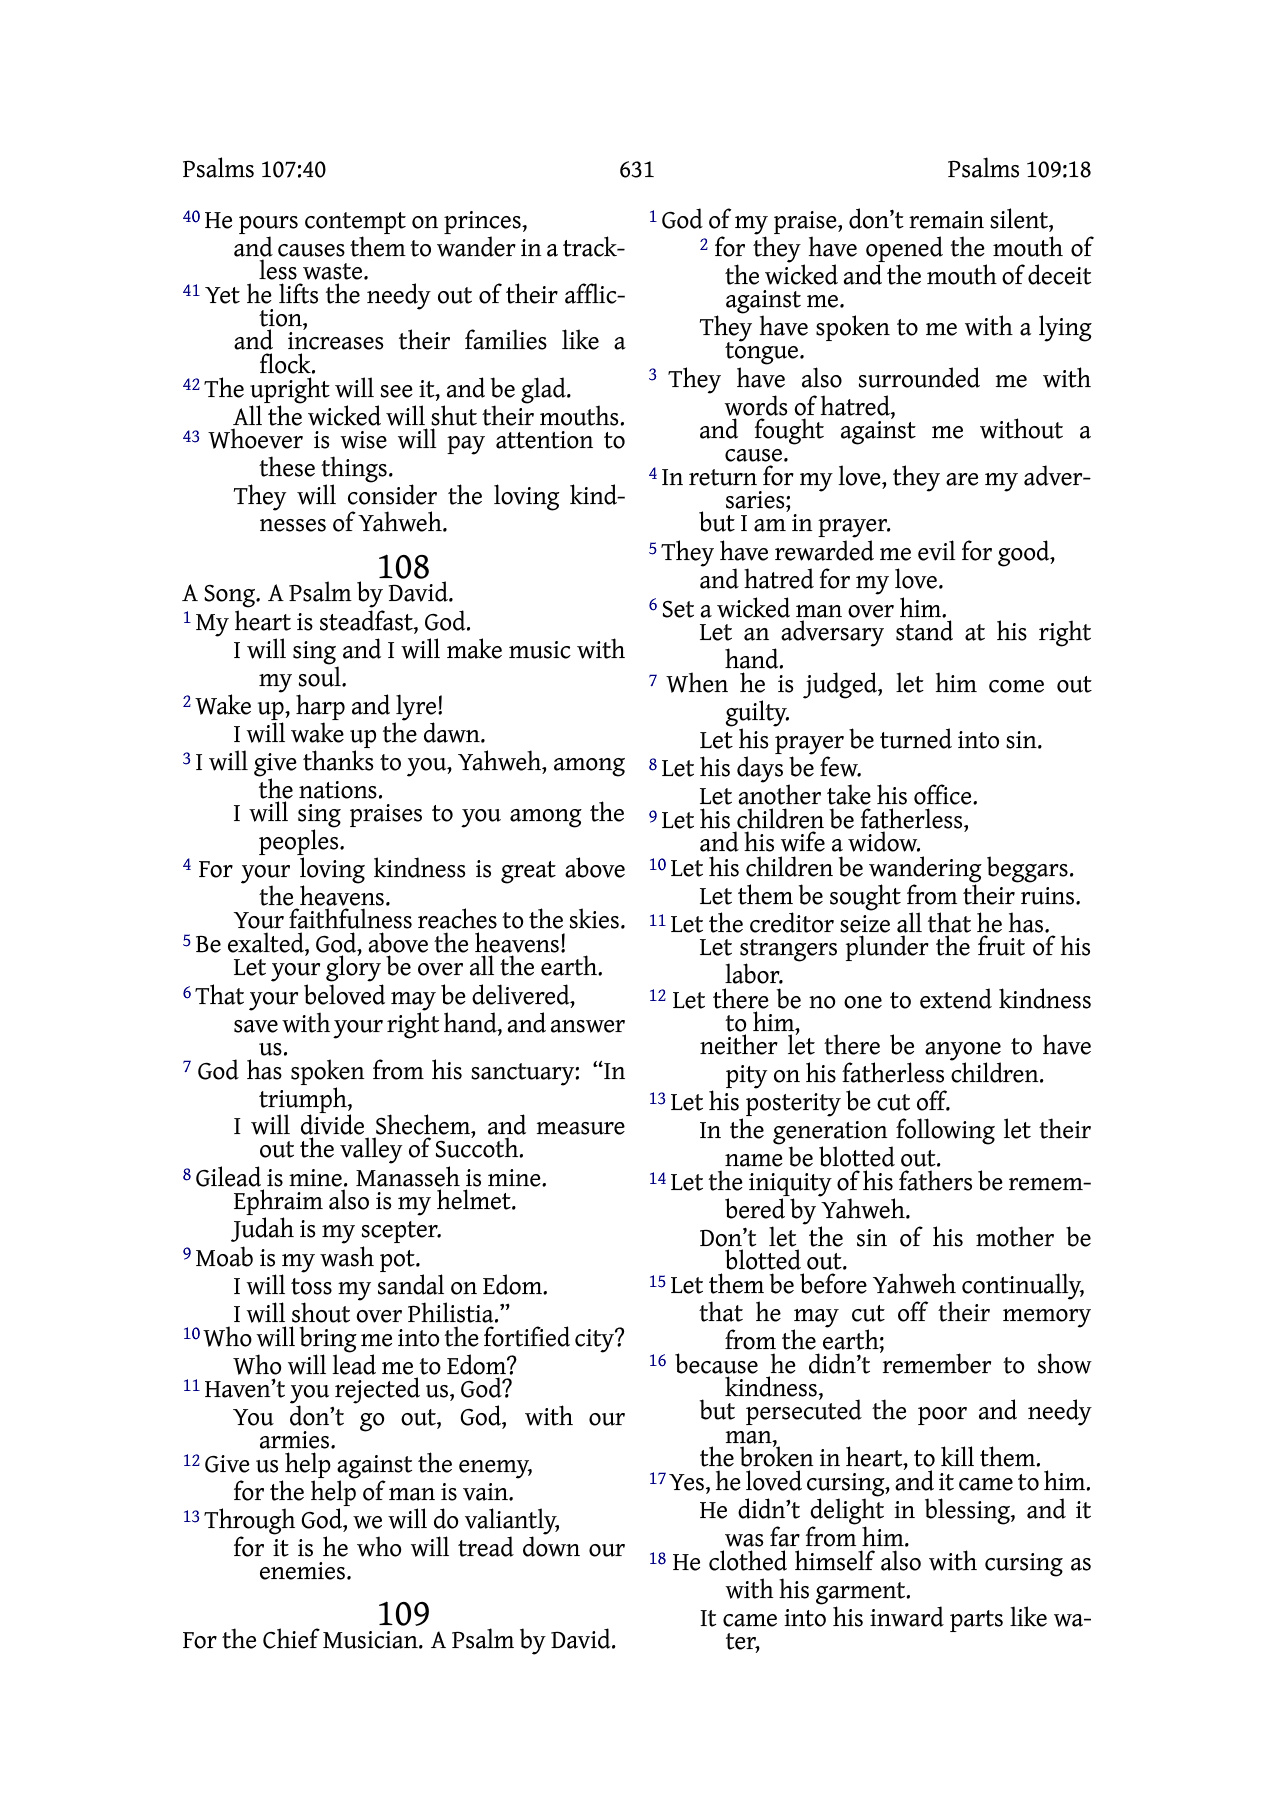 Psalms 107:40 631 Psalms 109:18
40 He pours contempt on princes,
and causes them to wander in a track-
less waste.
41 Yet he lifts the needy out of their afflic-
tion,
and increases their families like a
flock.
42 The upright will see it, and be glad.
All the wicked will shut their mouths.
43 Whoever is wise will pay attention to
these things.
They will consider the loving kind-
nesses of Yahweh.
108
A Song. A Psalm by David.
1 My heart is steadfast, God.
I will sing and I will make music with
my soul.
2 Wake up, harp and lyre!
I will wake up the dawn.
3 I will give thanks to you, Yahweh, among
the nations.
I will sing praises to you among the
peoples.
4 For your loving kindness is great above
the heavens.
Your faithfulness reaches to the skies.
5 Be exalted, God, above the heavens!
Let your glory be over all the earth.
6 That your beloved may be delivered,
save with your right hand, and answer
us.
7 God has spoken from his sanctuary: “In
triumph,
I will divide Shechem, and measure
out the valley of Succoth.
8 Gilead is mine. Manasseh is mine.
Ephraim also is my helmet.
Judah is my scepter.
9 Moab is my wash pot.
I will toss my sandal on Edom.
I will shout over Philistia.”
10 Who will bring me into the fortified city?
Who will lead me to Edom?
11 Haven’t you rejected us, God?
You don’t go out, God, with our
armies.
12 Give us help against the enemy,
for the help of man is vain.
13 Through God, we will do valiantly,
for it is he who will tread down our
enemies.
109
For the Chief Musician. A Psalm by David.
1 God of my praise, don’t remain silent,
2 for they have opened the mouth of
the wicked and the mouth of deceit
against me.
They have spoken to me with a lying
tongue.
3 They have also surrounded me with
words of hatred,
and fought against me without a
cause.
4 In return for my love, they are my adver-
saries;
but I am in prayer.
5 They have rewarded me evil for good,
and hatred for my love.
6 Set a wicked man over him.
Let an adversary stand at his right
hand.
7 When he is judged, let him come out
guilty.
Let his prayer be turned into sin.
8 Let his days be few.
Let another take his office.
9 Let his children be fatherless,
and his wife a widow.
10 Let his children be wandering beggars.
Let them be sought from their ruins.
11 Let the creditor seize all that he has.
Let strangers plunder the fruit of his
labor.
12 Let there be no one to extend kindness
to him,
neither let there be anyone to have
pity on his fatherless children.
13 Let his posterity be cut off.
In the generation following let their
name be blotted out.
14 Let the iniquity of his fathers be remem-
bered by Yahweh.
Don’t let the sin of his mother be
blotted out.
15 Let them be before Yahweh continually,
that he may cut off their memory
from the earth;
16 because he didn’t remember to show
kindness,
but persecuted the poor and needy
man,
the broken in heart, to kill them.
17 Yes, he loved cursing, and it came to him.
He didn’t delight in blessing, and it
was far from him.
18 He clothed himself also with cursing as
with his garment.
It came into his inward parts like wa-
ter,